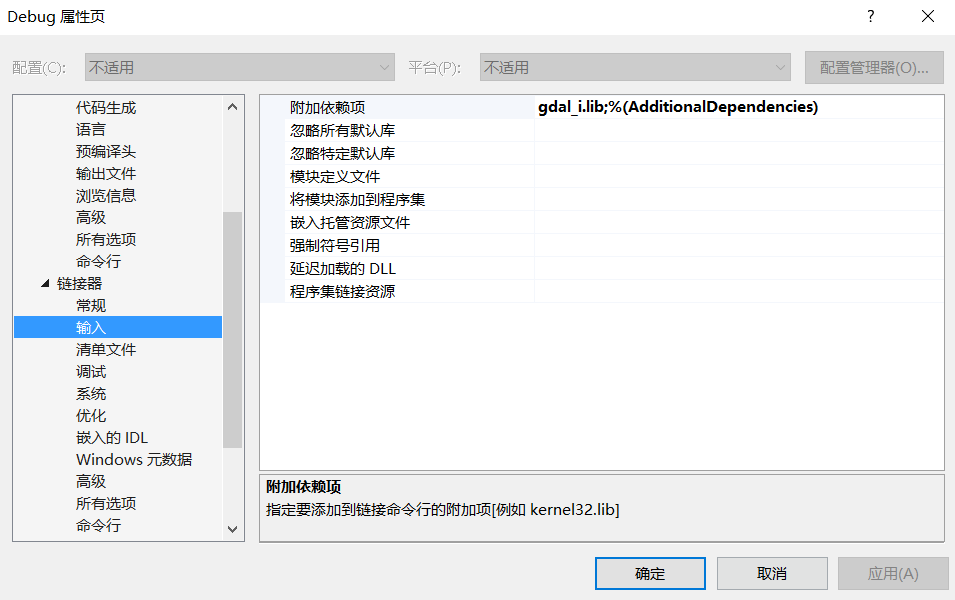 Debug 属性页
?
配置(C):
不适用
平台(P):
不适用
配置管理器(O)...
代码生成
语言
预编译头
输出文件
浏览信息
高级
所有选项
命令行
链接器
常规
输入
清单文件
调试
系统
优化
嵌入的 IDL
Windows 元数据
高级
所有选项
命令行
附加依赖项
gdal_i.lib;%(AdditionalDependencies)
忽略所有默认库
忽略特定默认库
模块定义文件
将模块添加到程序集
嵌入托管资源文件
强制符号引用
延迟加载的 DLL
程序集链接资源
附加依赖项
指定要添加到链接命令行的附加项[例如 kernel32.lib]
确定
取消
应用(A)